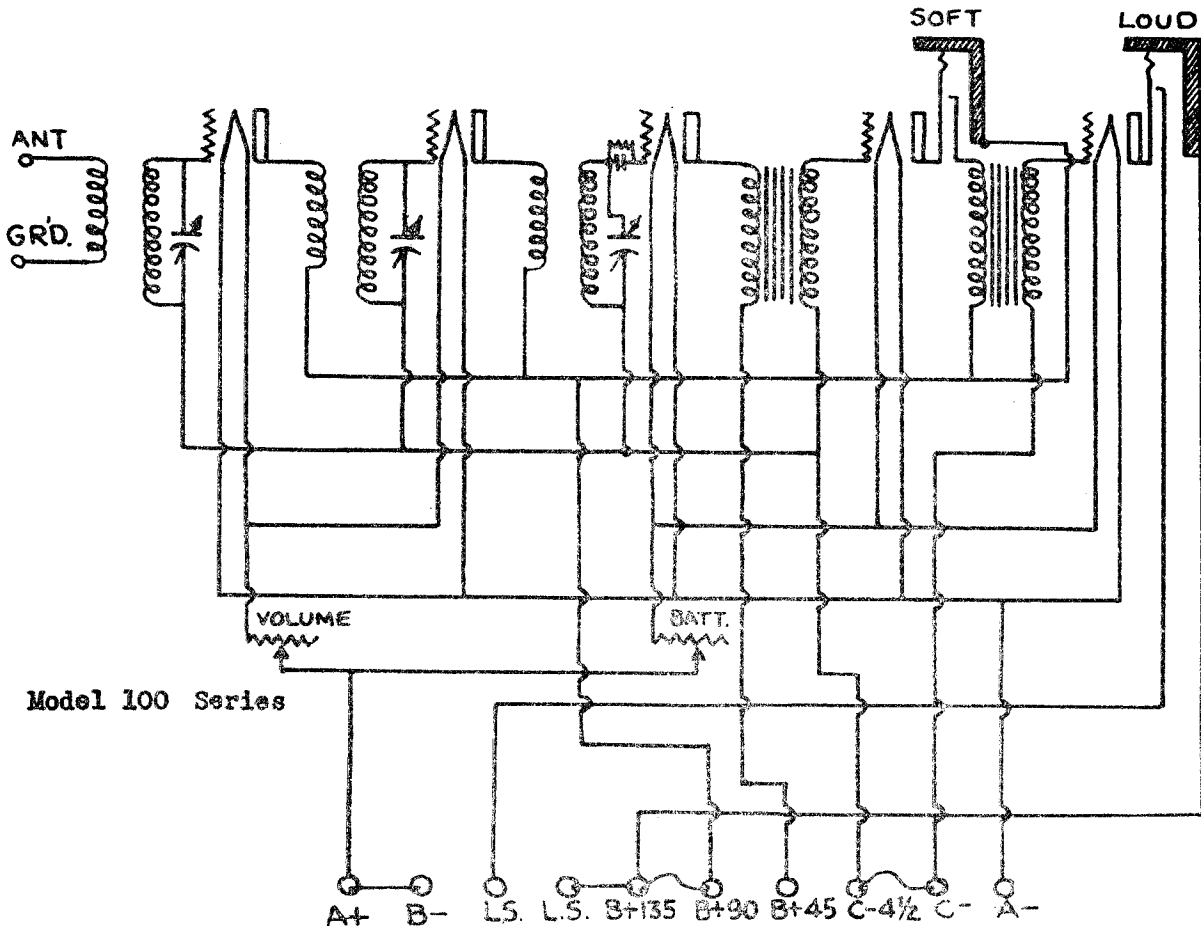 SOFT LOUD
ANT
GRD.
VOLUME BATT.
Model 100 Series
A+ B- L.S. L.S. B+135 B+90 B+45 C-4½ C- A-